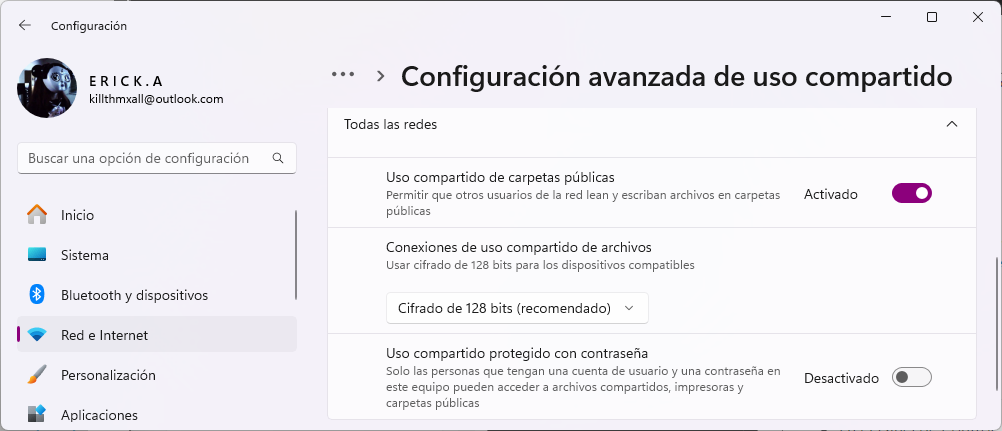 Configuración
E R I C K . A
killthmxall@outlook.com
Buscar una opción de configuración
Inicio
Sistema
Bluetooth y dispositivos
Red e Internet
Personalización
Aplicaciones
··· > Configuración avanzada de uso compartido
Todas las redes
Uso compartido de carpetas públicas
Permitir que otros usuarios de la red lean y escriban archivos en carpetas
públicas
Activado
Conexiones de uso compartido de archivos
Usar cifrado de 128 bits para los dispositivos compatibles
Cifrado de 128 bits (recomendado)
Uso compartido protegido con contraseña
Solo las personas que tengan una cuenta de usuario y una contraseña en
este equipo pueden acceder a archivos compartidos, impresoras y
carpetas públicas
Desactivado